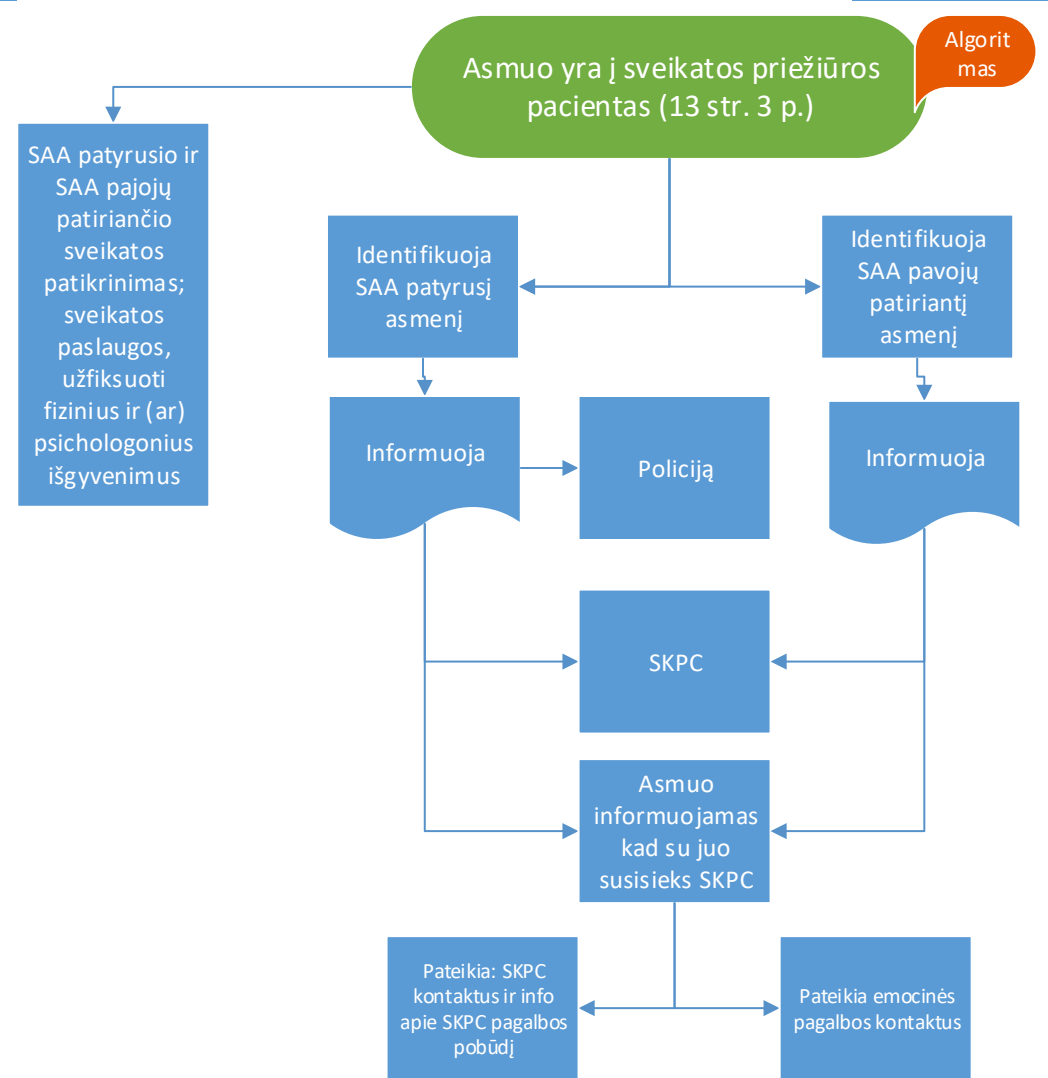 Asmuo yra į sveikatos priežiūros
pacientas (13 str. 3 p.)
Algorit
mas
SAA patyrusio ir
SAA pajojų
patiriančio
sveikatos
patikrinimas;
sveikatos
paslaugos,
užfiksuoti
fizinius ir (ar)
psichologonius
išgyvenimus
Identifikuoja
SAA patyrusį
asmenį
Identifikuoja
SAA pavojų
patiriantį
asmenį
Informuoja
Policiją
Informuoja
SKPC
Asmuo
informuojamas
kad su juo
susisieks SKPC
Pateikia: SKPC
kontaktus ir info
apie SKPC pagalbos
pobūdį
Pateikia emocinės
pagalbos kontaktus